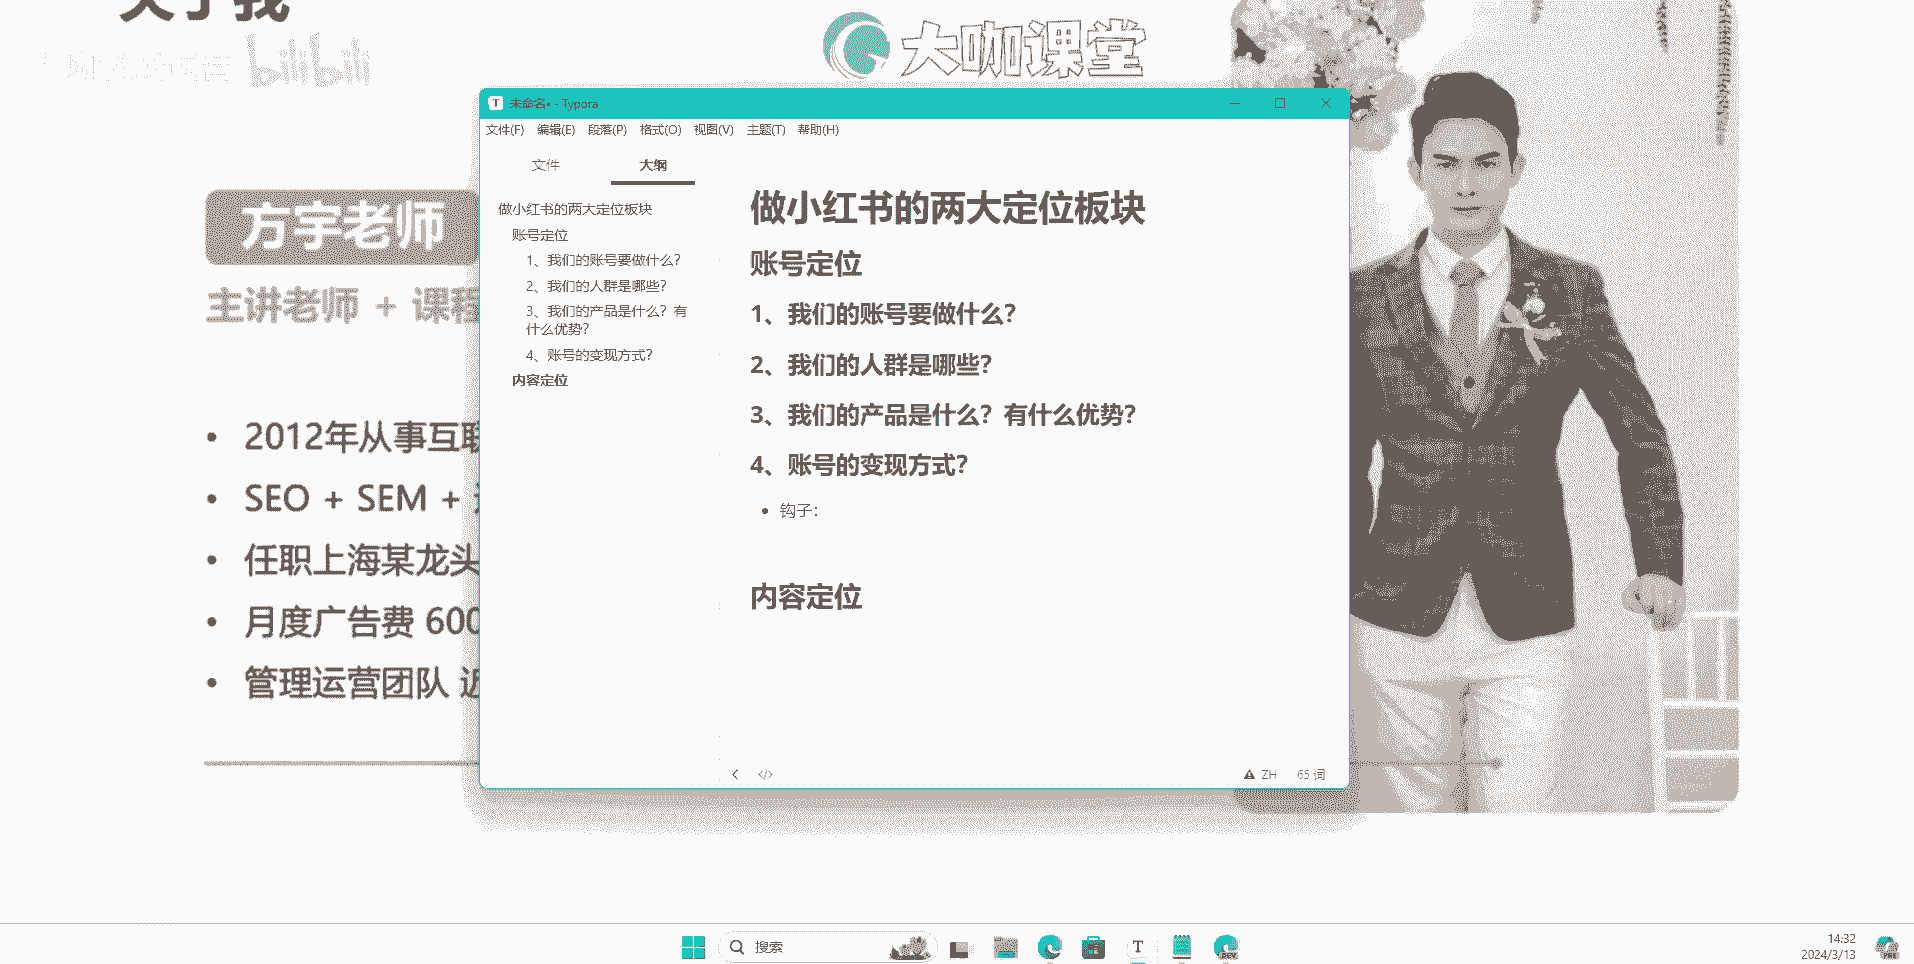 关于我
bilibili
大咖课堂
方宇老师
主讲老师 + 课程
2012年从事互联
SEO + SEM +
任职上海某龙头
月度广告费 600
管理运营团队 近
未命名• - Typora
文件(F) 编辑(E) 段落(P) 格式(O) 视图(V) 主题(T) 帮助(H)
文件 大纲
做小红书的两大定位板块
账号定位
1、我们的账号要做什么？
2、我们的人群是哪些？
3、我们的产品是什么？有
什么优势？
4、账号的变现方式？
内容定位
做小红书的两大定位板块
账号定位
1、我们的账号要做什么？
2、我们的人群是哪些？
3、我们的产品是什么？有什么优势？
4、账号的变现方式？
钩子：
内容定位
ZH 65 词
搜索
DEV
14:32
2024/3/13
PRE